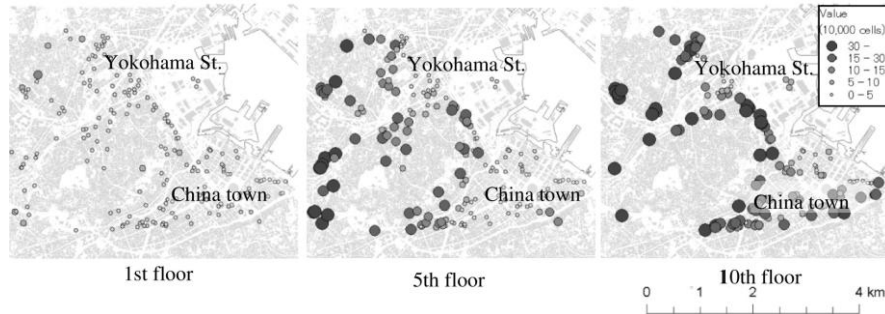 Value
(10,000 cells)
30 -
15 - 30
10 - 15
5 - 10
0 - 5
Yokohama St.
Yokohama St.
Yokohama St.
China town
China town
China town
1st floor
5th floor
10th floor
0 1 2 4 km